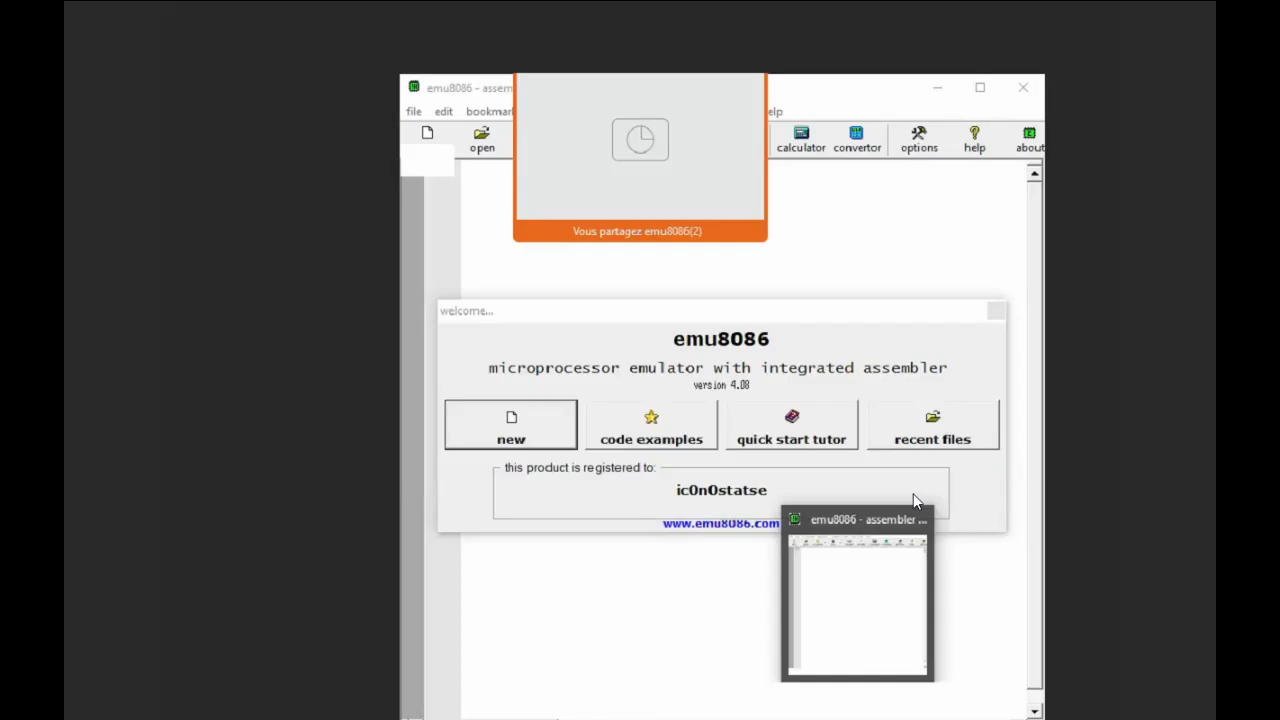 emu8086 - assem
file edit bookmark elp
open calculator convertor options help about
Vous partagez emu8086(2)
welcome...
emu8086
microprocessor emulator with integrated assembler
version 4.08
new code examples quick start tutor recent files
this product is registered to:
ic0n0statse
www.emu8086.com
emu8086 - assembler ...